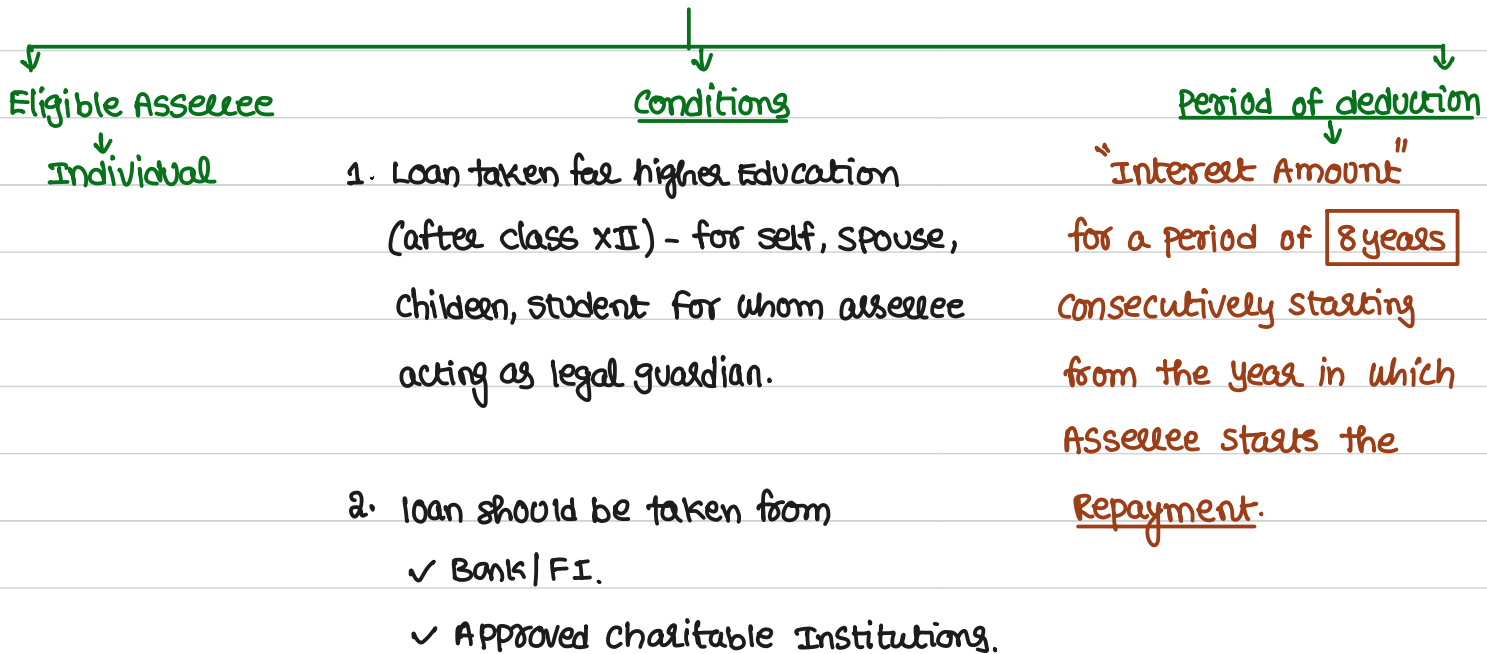 Eligible Assessee
Individual
Conditions
1. Loan taken for higher Education
(after class XII) - for self, spouse,
children, student for whom assessee
acting as legal guardian.
2. loan should be taken from
✓ Bank/FI.
✓ Approved Charitable Institutions.
Period of deduction
"Interest Amount"
for a period of 8 years
consecutively starting
from the year in which
Assessee starts the
Repayment.